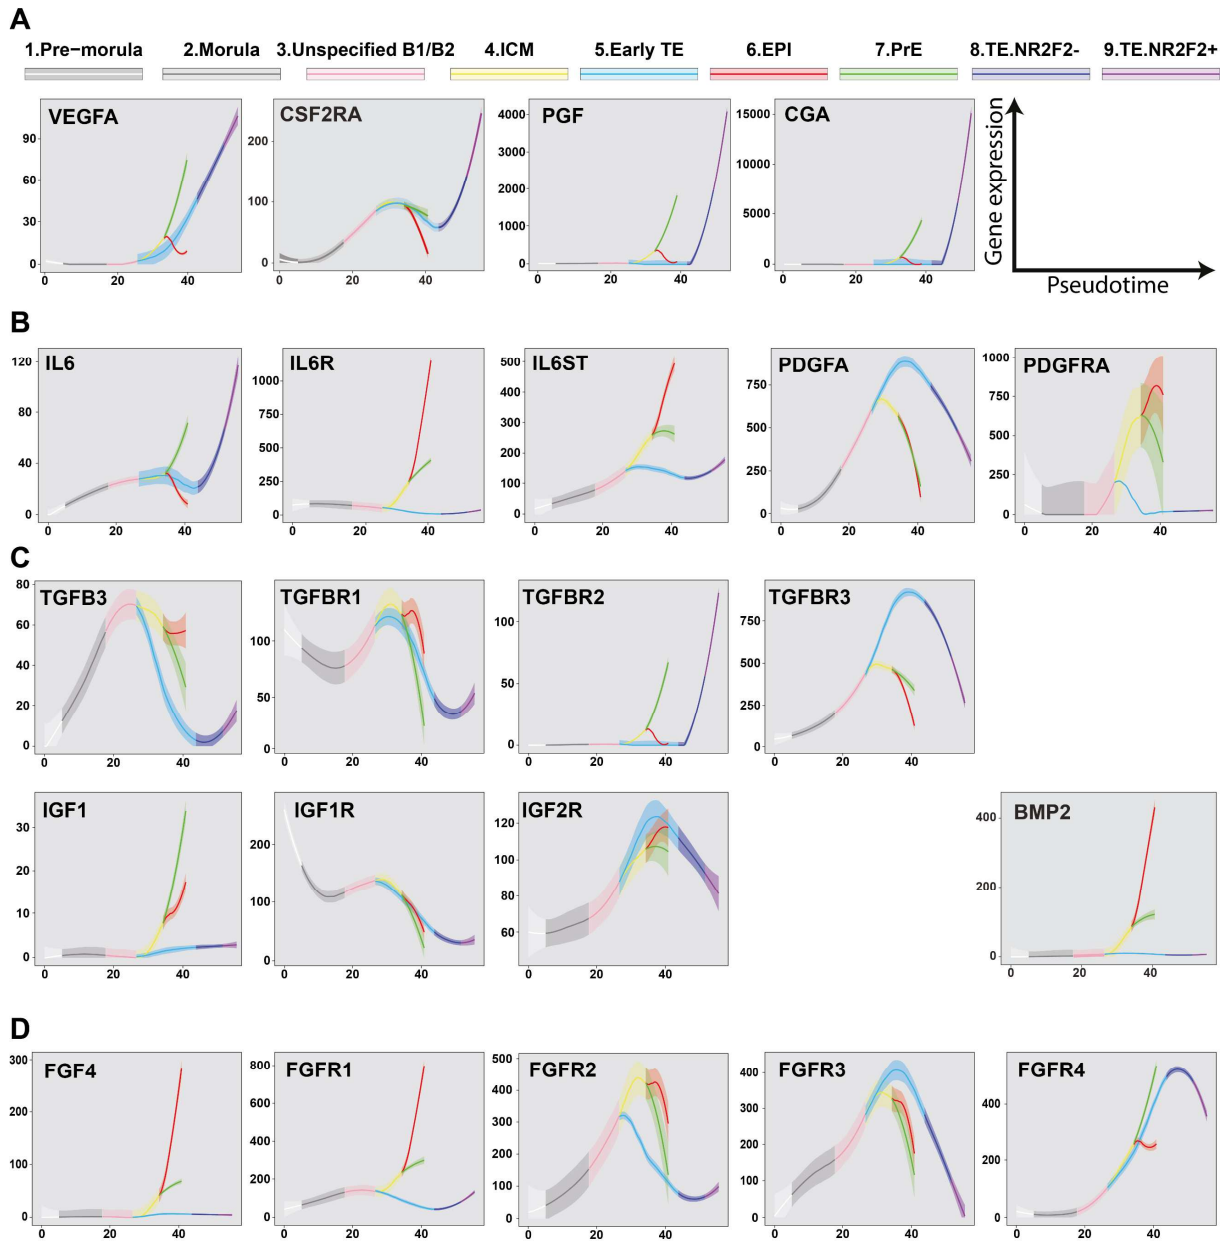 A
1.Pre−morula 2.Morula 3.Unspecified B1/B2 4.ICM 5.Early TE 6.EPI 7.PrE 8.TE.NR2F2- 9.TE.NR2F2+
VEGFA
90
60
30
0
0 20 40
CSF2RA
200
100
0
0 20 40
PGF
4000
3000
2000
1000
0
0 20 40
CGA
15000
10000
5000
0
0 20 40
Gene expression
Pseudotime
B
IL6
120
80
40
0
0 20 40
IL6R
1000
750
500
250
0
0 20 40
IL6ST
500
400
300
200
100
0
0 20 40
PDGFA
750
500
250
0
0 20 40
PDGFRA
1000
750
500
250
0
0 20 40
C
TGFB3
80
60
40
20
0
0 20 40
TGFBR1
100
50
0
0 20 40
TGFBR2
100
50
0
0 20 40
TGFBR3
750
500
250
0
0 20 40
IGF1
30
20
10
0
0 20 40
IGF1R
200
100
0
0 20 40
IGF2R
120
100
80
60
0 20 40
BMP2
400
200
0
0 20 40
D
FGF4
300
200
100
0
0 20 40
FGFR1
800
600
400
200
0
0 20 40
FGFR2
500
400
300
200
100
0
0 20 40
FGFR3
400
300
200
100
0
0 20 40
FGFR4
400
200
0
0 20 40